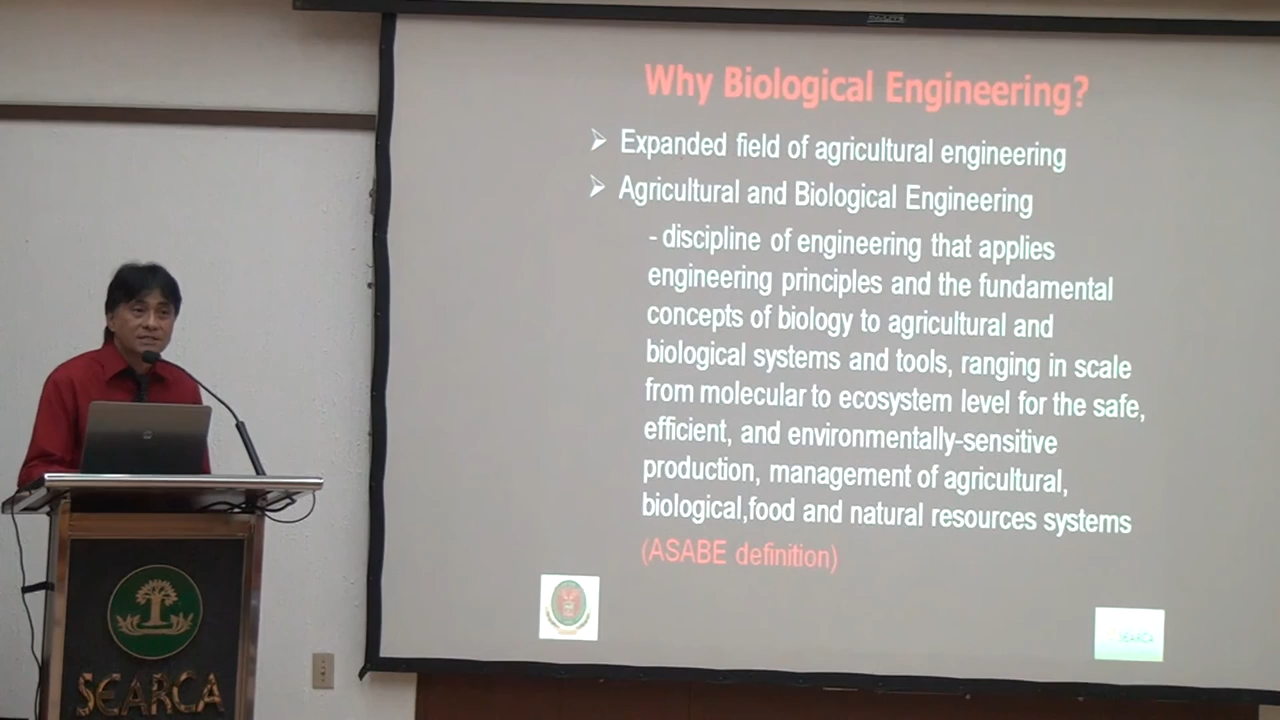 Why Biological Engineering?
➢ Expanded field of agricultural engineering
➢ Agricultural and Biological Engineering
- discipline of engineering that applies
engineering principles and the fundamental
concepts of biology to agricultural and
biological systems and tools, ranging in scale
from molecular to ecosystem level for the safe,
efficient, and environmentally-sensitive
production, management of agricultural,
biological,food and natural resources systems
(ASABE definition)
SEARCA
hp
SEARCA